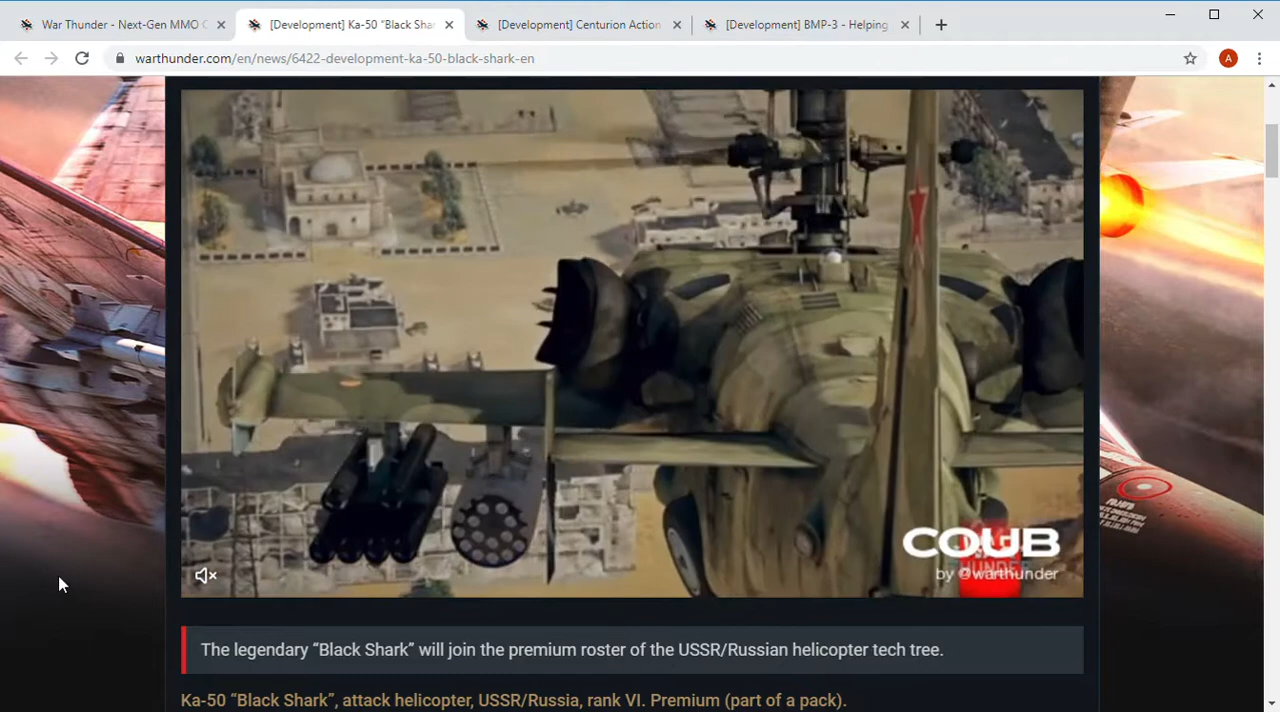 War Thunder - Next-Gen MMO C
[Development] Ka-50 "Black Shar
[Development] Centurion Action
[Development] BMP-3 - Helping
warthunder.com/en/news/6422-development-ka-50-black-shark-en
A
COUB
by @warthunder
The legendary “Black Shark” will join the premium roster of the USSR/Russian helicopter tech tree.
Ka-50 “Black Shark”, attack helicopter, USSR/Russia, rank VI. Premium (part of a pack).